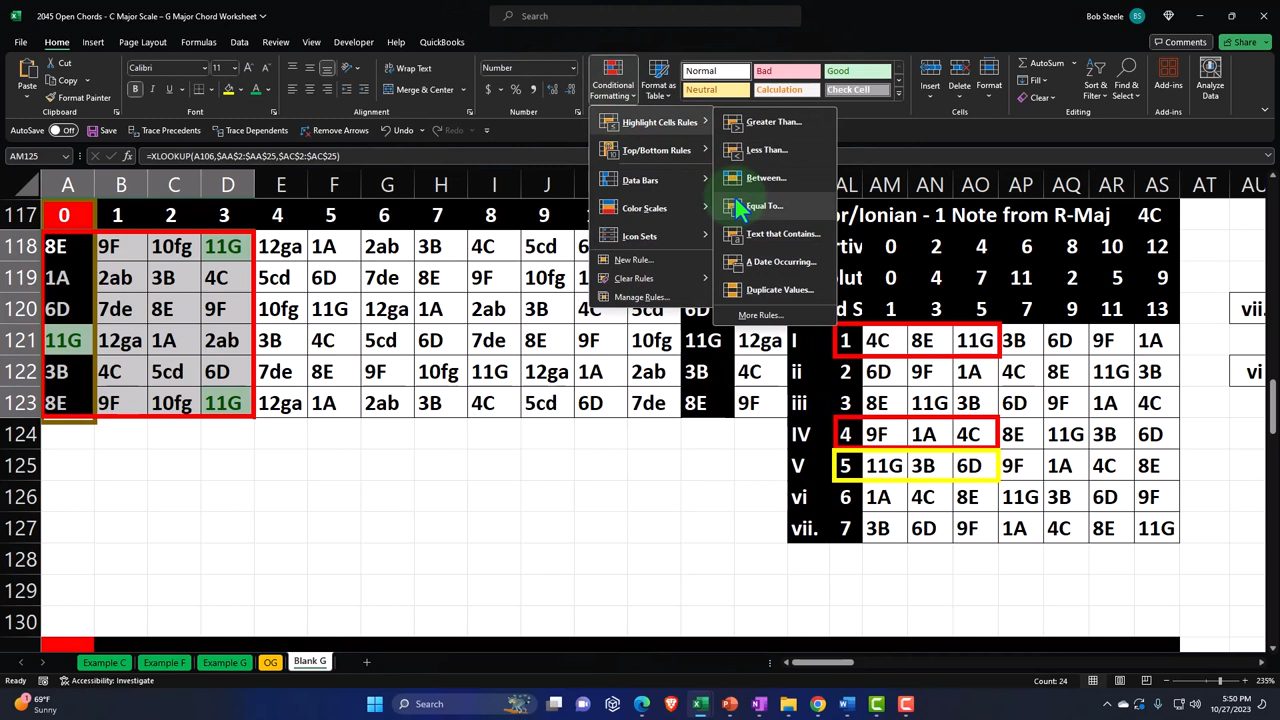 2045 Open Chords - C Major Scale – G Major Chord Worksheet
Search
Bob Steele BS
File Home Insert Page Layout Formulas Data Review View Developer Help QuickBooks
Comments Share
Paste Cut Copy Format Painter
Calibri 11
Wrap Text
Merge & Center
Number
Conditional Formatting
Format as Table
Normal Bad Good
Neutral Calculation Check Cell
Insert Delete Format
AutoSum Fill Clear
Sort & Filter
Find & Select
Add-ins
Analyze Data
Clipboard
Cells
Editing
Add-ins
AutoSave Off Trace Precedents Trace Dependents Remove Arrows Undo Redo
AM125 fx =XLOOKUP(A106,$AA$2:$AA$25,$AC$2:$AC$25)
Highlight Cells Rules
Top/Bottom Rules
Data Bars
Color Scales
Icon Sets
New Rule...
Clear Rules
Manage Rules...
Greater Than...
Less Than...
Between...
Equal To...
Text that Contains...
A Date Occurring...
Duplicate Values...
More Rules...
A B C D E F G H I J AL AM AN AO AP AQ AR AS AT AU
117 0 1 2 3 4 5 6 7 8 9 or/Ionian - 1 Note from R-Maj 4C
118 8E 9F 10fg 11G 12ga 1A 2ab 3B 4C 5cd 0 2 4 6 8 10 12
119 1A 2ab 3B 4C 5cd 6D 7de 8E 9F 10fg 0 4 7 11 2 5 9
120 6D 7de 8E 9F 10fg 11G 12ga 1A 2ab 3B 1 3 5 7 9 11 13 vii.
121 11G 12ga 1A 2ab 3B 4C 5cd 6D 7de 8E 9F 10fg 11G 12ga I 1 4C 8E 11G 3B 6D 9F 1A
122 3B 4C 5cd 6D 7de 8E 9F 10fg 11G 12ga 1A 2ab 3B 4C ii 2 6D 9F 1A 4C 8E 11G 3B vi
123 8E 9F 10fg 11G 12ga 1A 2ab 3B 4C 5cd 6D 7de 8E 9F iii 3 8E 11G 3B 6D 9F 1A 4C
124 IV 4 9F 1A 4C 8E 11G 3B 6D
125 V 5 11G 3B 6D 9F 1A 4C 8E
126 vi 6 1A 4C 8E 11G 3B 6D 9F
127 vii. 7 3B 6D 9F 1A 4C 8E 11G
128
129
130
Example C Example F Example G OG Blank G
Ready Accessibility: Investigate Count: 24 235%
69°F
Sunny
Search
5:50 PM
10/27/2023